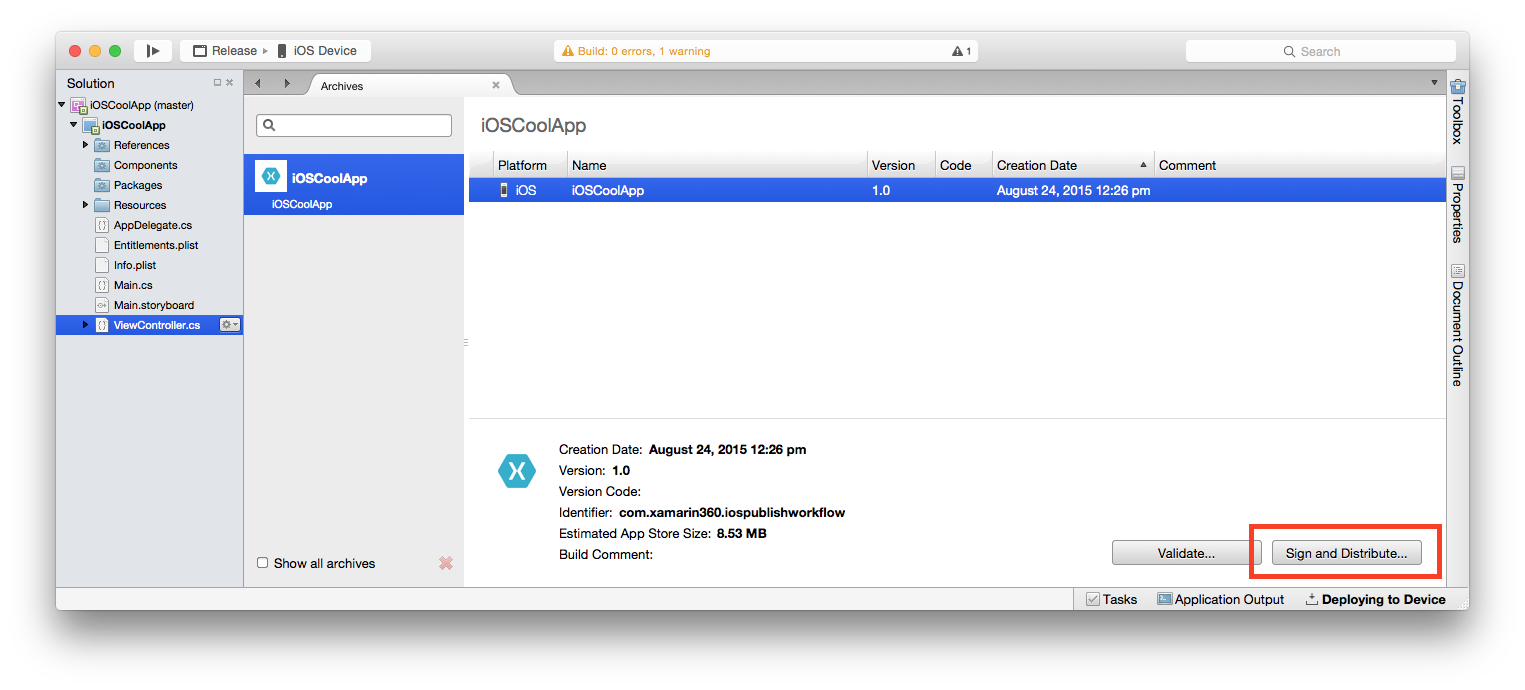 Release iOS Device
Build: 0 errors, 1 warning
1
Search
Solution
iOSCoolApp (master)
iOSCoolApp
References
Components
Packages
Resources
AppDelegate.cs
Entitlements.plist
Info.plist
Main.cs
Main.storyboard
ViewController.cs
Archives
iOSCoolApp
iOSCoolApp
Show all archives
iOSCoolApp
Platform Name Version Code Creation Date Comment
iOS iOSCoolApp 1.0 August 24, 2015 12:26 pm
X
Creation Date: August 24, 2015 12:26 pm
Version: 1.0
Version Code:
Identifier: com.xamarin360.iospublishworkflow
Estimated App Store Size: 8.53 MB
Build Comment:
Validate...
Sign and Distribute...
Toolbox
Properties
Document Outline
Tasks Application Output Deploying to Device